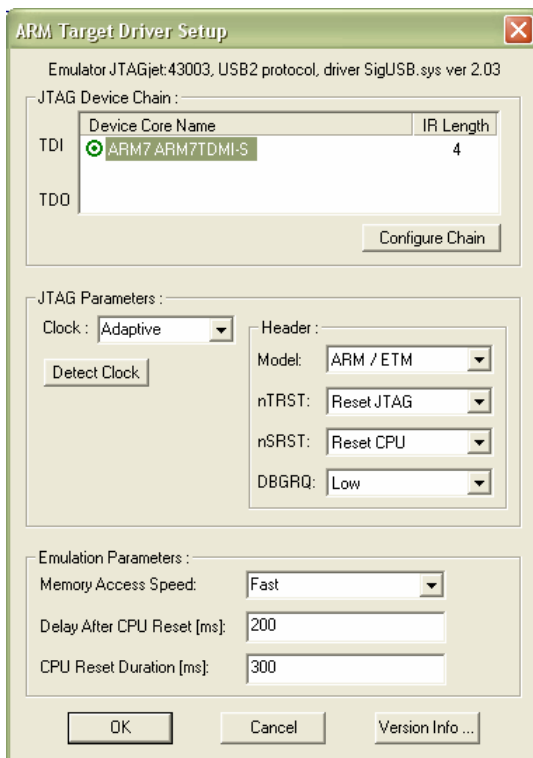 ARM Target Driver Setup
Emulator JTAGjet:43003, USB2 protocol, driver SigUSB.sys ver 2.03
JTAG Device Chain :
Device Core Name IR Length
TDI ARM7 ARM7TDMI-S 4
TDO
Configure Chain
JTAG Parameters :
Clock : Adaptive
Detect Clock
Header :
Model: ARM / ETM
nTRST: Reset JTAG
nSRST: Reset CPU
DBGRQ: Low
Emulation Parameters :
Memory Access Speed: Fast
Delay After CPU Reset [ms]: 200
CPU Reset Duration [ms]: 300
OK Cancel Version Info ...